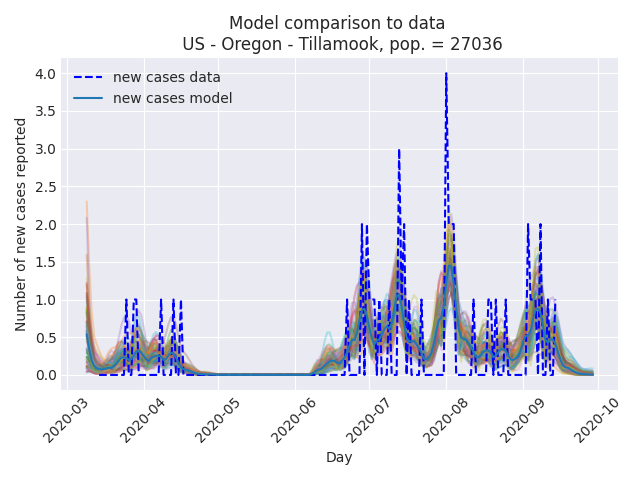 Model comparison to data
US - Oregon - Tillamook, pop. = 27036
new cases data
new cases model
Number of new cases reported
4.0
3.5
3.0
2.5
2.0
1.5
1.0
0.5
0.0
2020-03
2020-04
2020-05
2020-06
2020-07
2020-08
2020-09
2020-10
Day